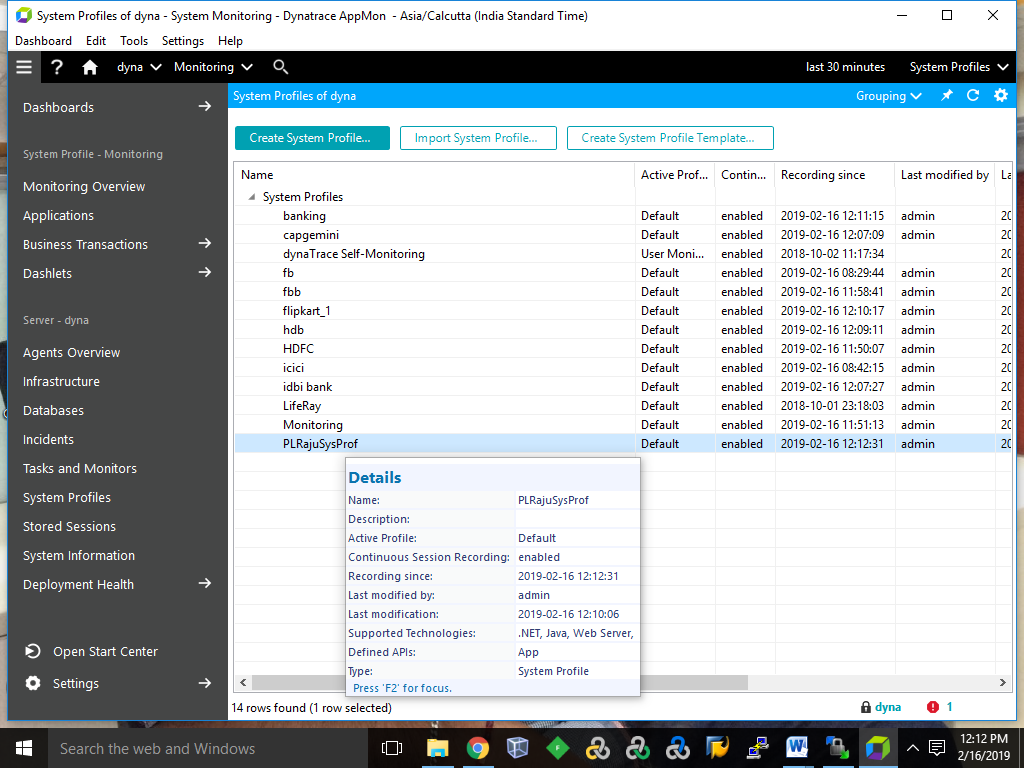 System Profiles of dyna - System Monitoring - Dynatrace AppMon - Asia/Calcutta (India Standard Time)
Dashboard Edit Tools Settings Help
dyna Monitoring last 30 minutes System Profiles
Dashboards
System Profile - Monitoring
Monitoring Overview
Applications
Business Transactions
Dashlets
Server - dyna
Agents Overview
Infrastructure
Databases
Incidents
Tasks and Monitors
System Profiles
Stored Sessions
System Information
Deployment Health
Open Start Center
Settings
System Profiles of dyna Grouping
Create System Profile... Import System Profile... Create System Profile Template...
Name Active Prof... Contin... Recording since Last modified by La
System Profiles
banking Default enabled 2019-02-16 12:11:15 admin 20
capgemini Default enabled 2019-02-16 12:07:09 admin 20
dynaTrace Self-Monitoring User Moni... enabled 2018-10-02 11:17:34 20
fb Default enabled 2019-02-16 08:29:44 admin 20
fbb Default enabled 2019-02-16 11:58:41 admin 20
flipkart_1 Default enabled 2019-02-16 12:10:17 admin 20
hdb Default enabled 2019-02-16 12:09:11 admin 20
HDFC Default enabled 2019-02-16 11:50:07 admin 20
icici Default enabled 2019-02-16 08:42:15 admin 20
idbi bank Default enabled 2019-02-16 12:07:27 admin 20
LifeRay Default enabled 2018-10-01 23:18:03 admin 20
Monitoring Default enabled 2019-02-16 11:51:13 admin 20
PLRajuSysProf Default enabled 2019-02-16 12:12:31 admin 20
Details
Name: PLRajuSysProf
Description:
Active Profile: Default
Continuous Session Recording: enabled
Recording since: 2019-02-16 12:12:31
Last modified by: admin
Last modification: 2019-02-16 12:10:06
Supported Technologies: .NET, Java, Web Server,
Defined APIs: App
Type: System Profile
Press 'F2' for focus.
14 rows found (1 row selected) dyna 1
Search the web and Windows
12:12 PM
2/16/2019